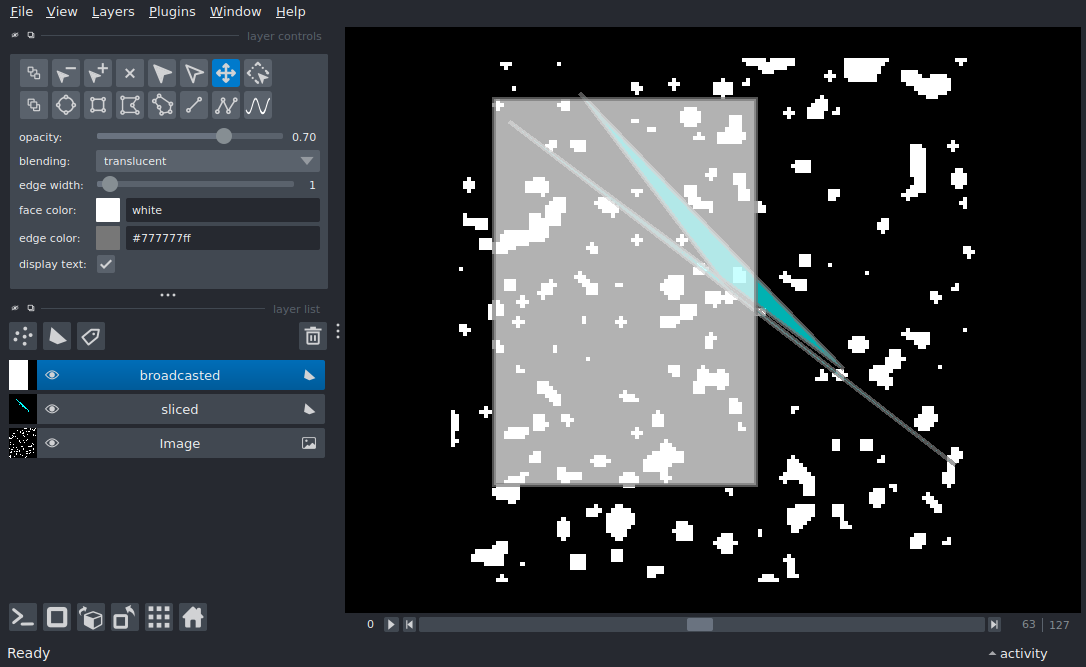 File View Layers Plugins Window Help
layer controls
opacity: 0.70
blending: translucent
edge width: 1
face color: white
edge color: #777777ff
display text:
layer list
broadcasted
sliced
Image
0 63 127
Ready activity